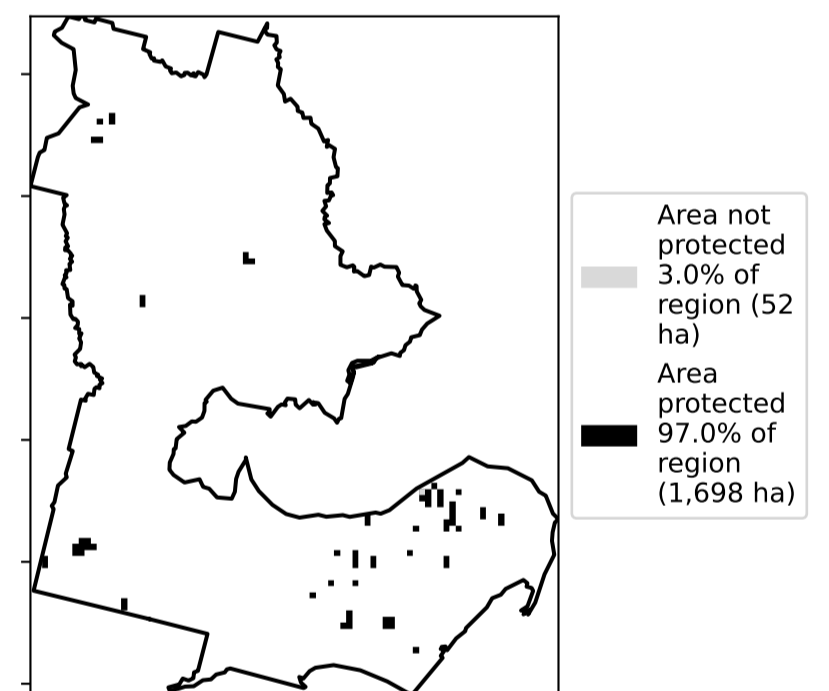 Area not
protected
3.0% of
region (52
ha)
Area
protected
97.0% of
region
(1,698 ha)